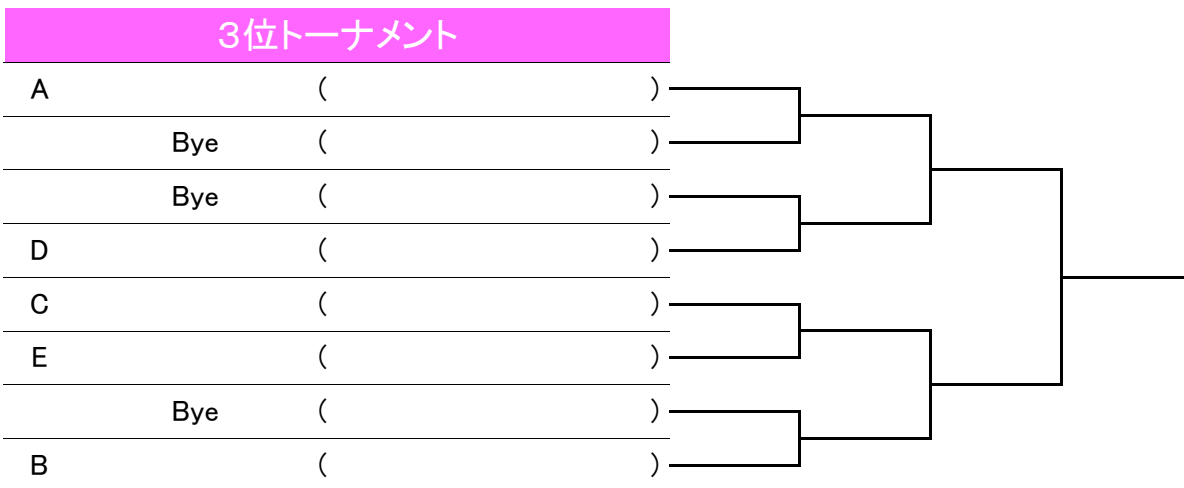 ３位トーナメント
A ( )
Bye ( )
Bye ( )
D ( )
C ( )
E ( )
Bye ( )
B ( )